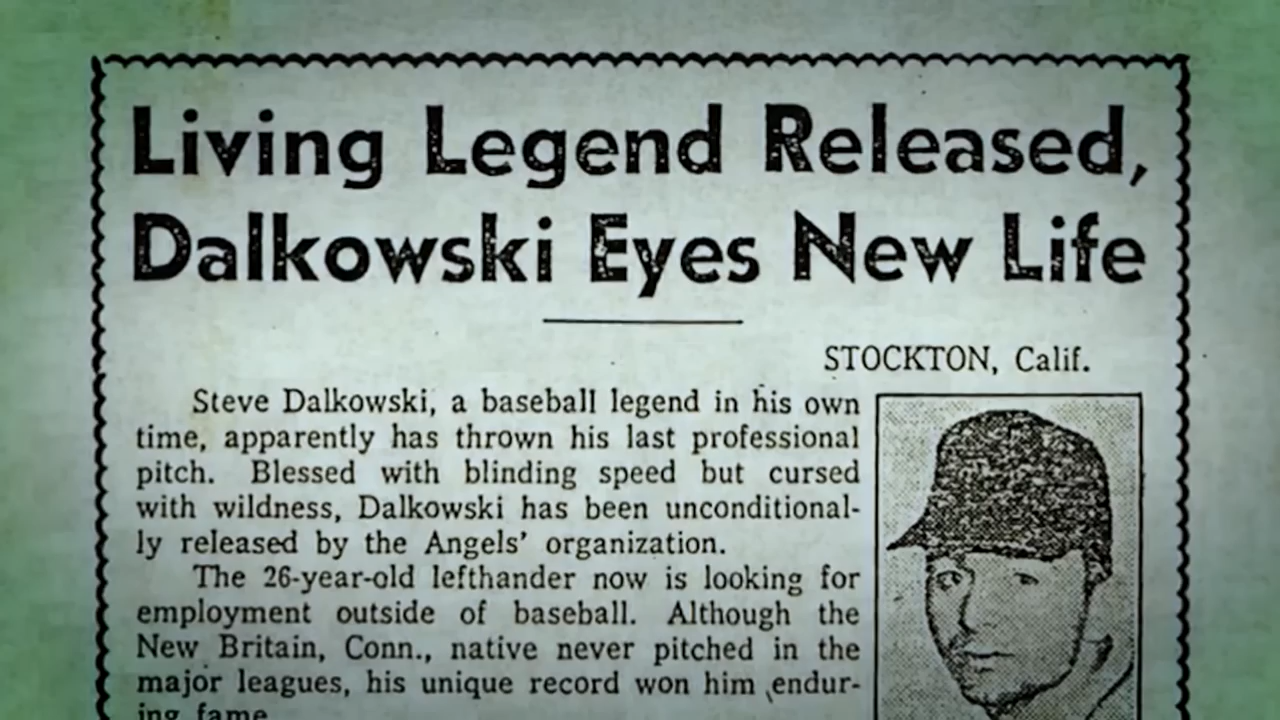 Living Legend Released,
Dalkowski Eyes New Life
STOCKTON, Calif.
Steve Dalkowski, a baseball legend in his own
time, apparently has thrown his last professional
pitch. Blessed with blinding speed but cursed
with wildness, Dalkowski has been unconditional-
ly released by the Angels' organization.
The 26-year-old lefthander now is looking for
employment outside of baseball. Although the
New Britain, Conn., native never pitched in the
major leagues, his unique record won him endur-
ing fame.